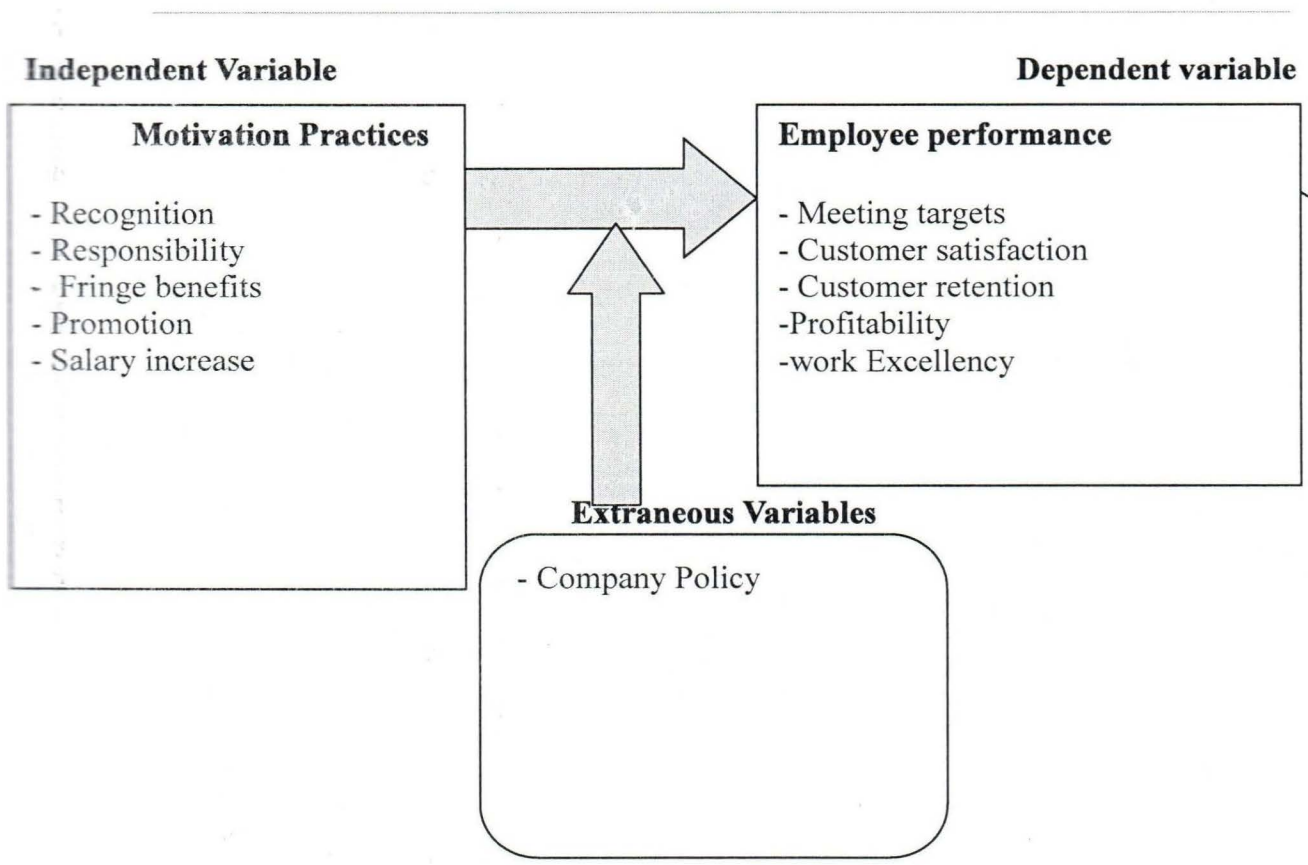 Independent Variable
Dependent variable
Motivation Practices
- Recognition
- Responsibility
- Fringe benefits
- Promotion
- Salary increase
Employee performance
- Meeting targets
- Customer satisfaction
- Customer retention
-Profitability
-work Excellency
Extraneous Variables
- Company Policy